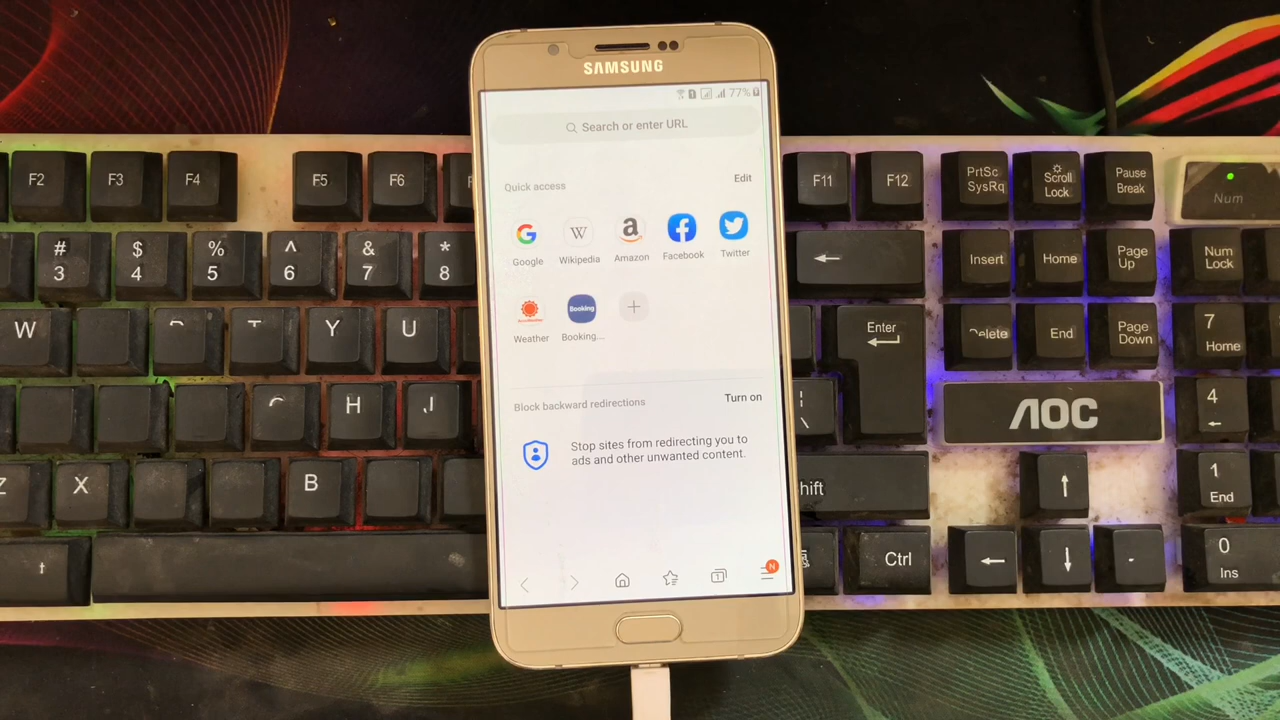 SAMSUNG
77%
Search or enter URL
Quick access
Edit
Google
W
Wikipedia
a
Amazon
Facebook
Twitter
Weather
Booking
Booking...
Block backward redirections
Turn on
Stop sites from redirecting you to
ads and other unwanted content.
1
N
F2
F3
F4
F5
F6
F11
F12
PrtSc
SysRq
Scroll
Lock
Pause
Break
Num
#
3
$
4
%
5
^
6
&
7
*
8
Insert
Home
Page
Up
Num
Lock
W
Y
U
Enter
End
Page
Down
7
Home
H
AOC
4
X
B
1
End
Ctrl
0
Ins